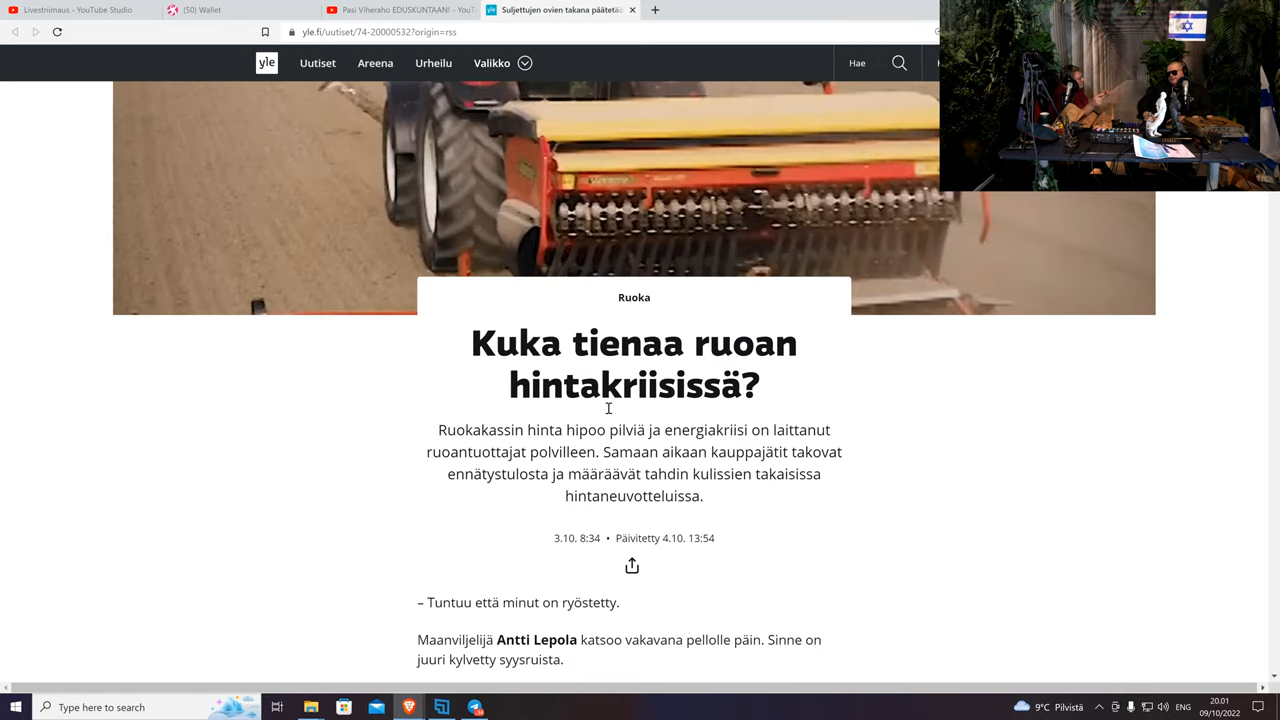 Livestriimaus - YouTube Studio
(50) Wallet
Pasi Viheraho EDUSKUNTAAN! - YouT
Suljettujen ovien takana päätetää
yle.fi/uutiset/74-20000532?origin=rss
yle
Uutiset
Areena
Urheilu
Valikko
Hae
Ruoka
Kuka tienaa ruoan
hintakriisissä?
Ruokakassin hinta hipoo pilviä ja energiakriisi on laittanut
ruoantuottajat polvilleen. Samaan aikaan kauppajätit takovat
ennätystulosta ja määräävät tahdin kulissien takaisissa
hintaneuvotteluissa.
3.10. 8:34 • Päivitetty 4.10. 13:54
– Tuntuu että minut on ryöstetty.
Maanviljelijä Antti Lepola katsoo vakavana pellolle päin. Sinne on
juuri kylvetty syysruista.
Type here to search
9°C Pilvistä
ENG
20.01
09/10/2022